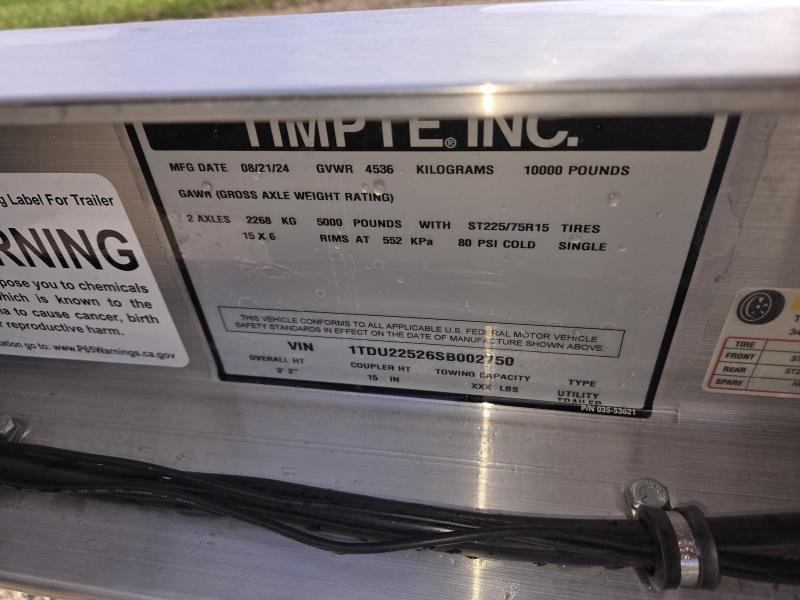 TIMPTE® INC.
MFG DATE 08/21/24 GVWR 4536 KILOGRAMS 10000 POUNDS
GAWR (GROSS AXLE WEIGHT RATING)
2 AXLES 2268 KG 5000 POUNDS WITH ST225/75R15 TIRES
15 X 6 RIMS AT 552 KPa 80 PSI COLD SINGLE
THIS VEHICLE CONFORMS TO ALL APPLICABLE U.S. FEDERAL MOTOR VEHICLE
SAFETY STANDARDS IN EFFECT ON THE DATE OF MANUFACTURE SHOWN ABOVE.
VIN 1TDU22526SB002750
OVERALL HT COUPLER HT TOWING CAPACITY TYPE
3' 2" 15 IN XXX LBS UTILITY
TRAILER
P/N 035-53621
Label For Trailer
RNING
pose you to chemicals
which is known to the
to cause cancer, birth
r reproductive harm.
go to: www.P65Warnings.ca.gov
TIRE
FRONT
REAR
SPARE